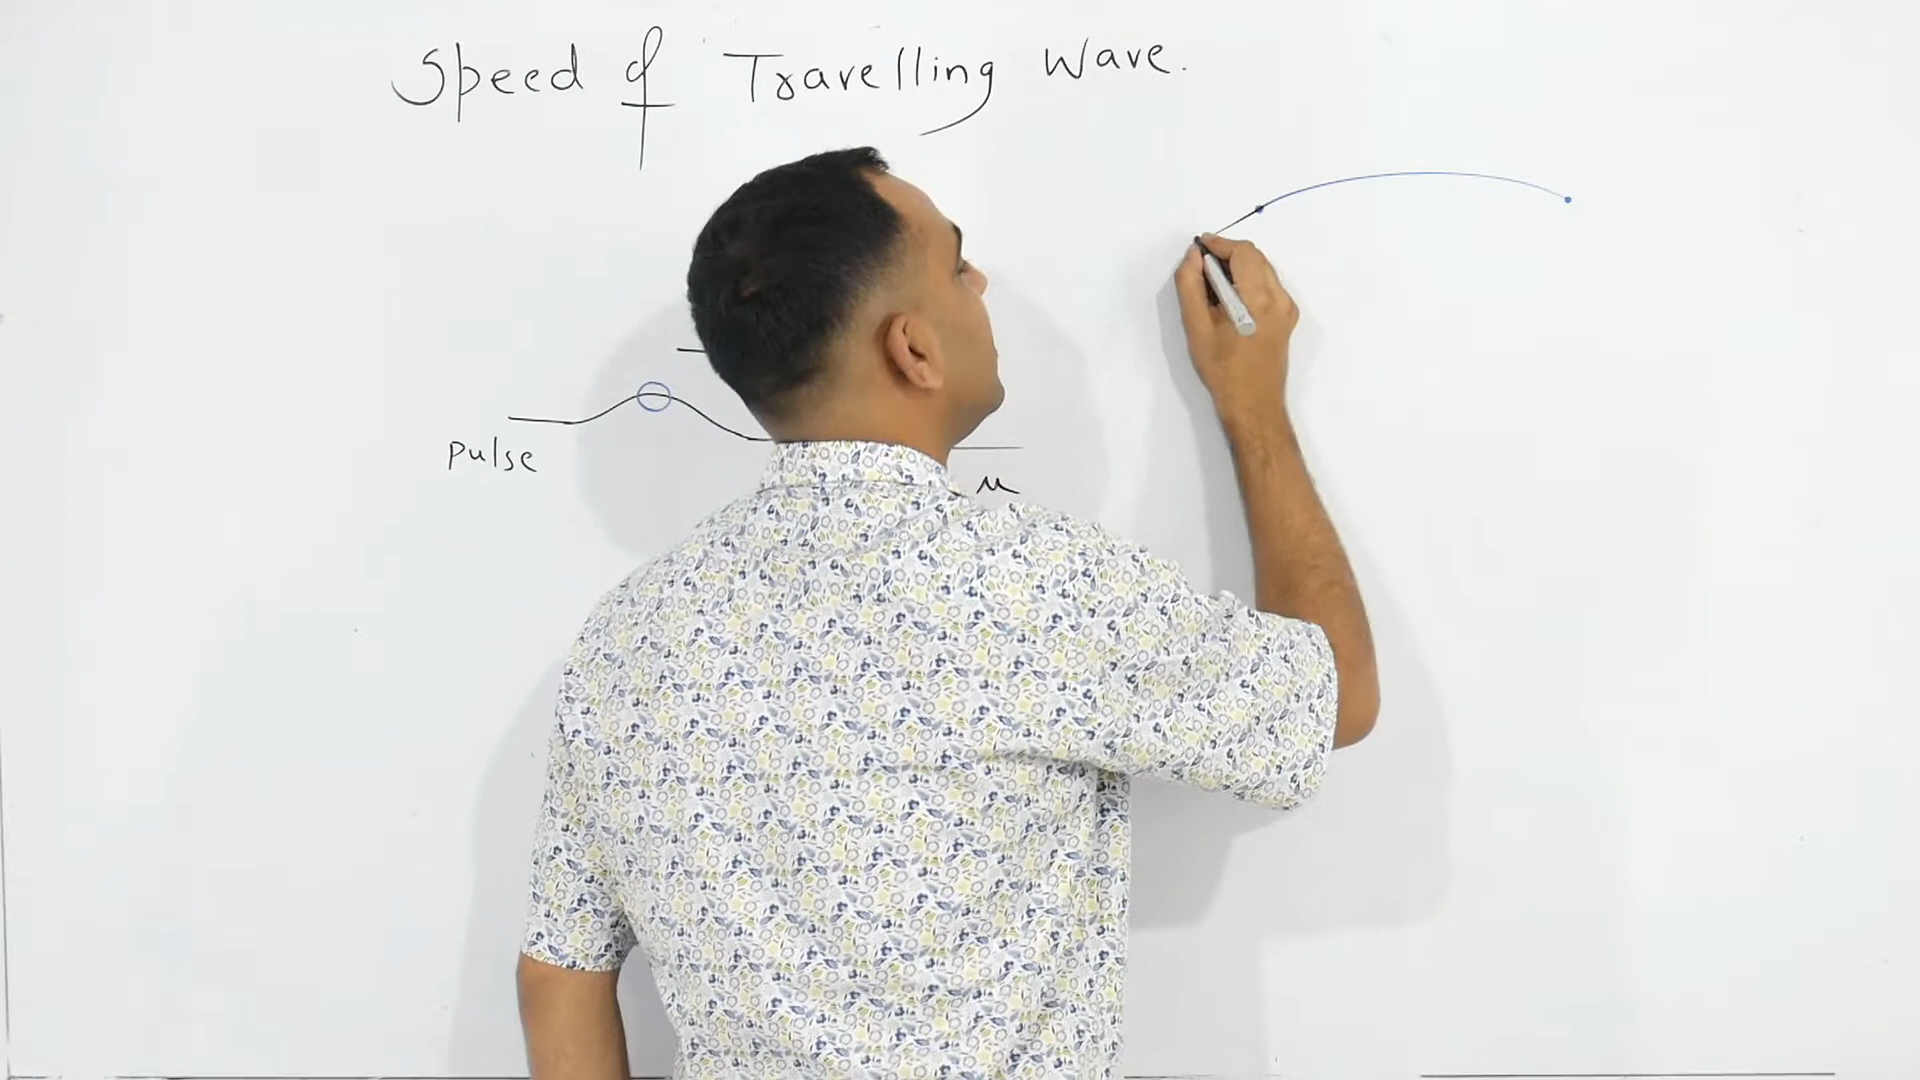 Speed of Travelling Wave.
pulse
μ